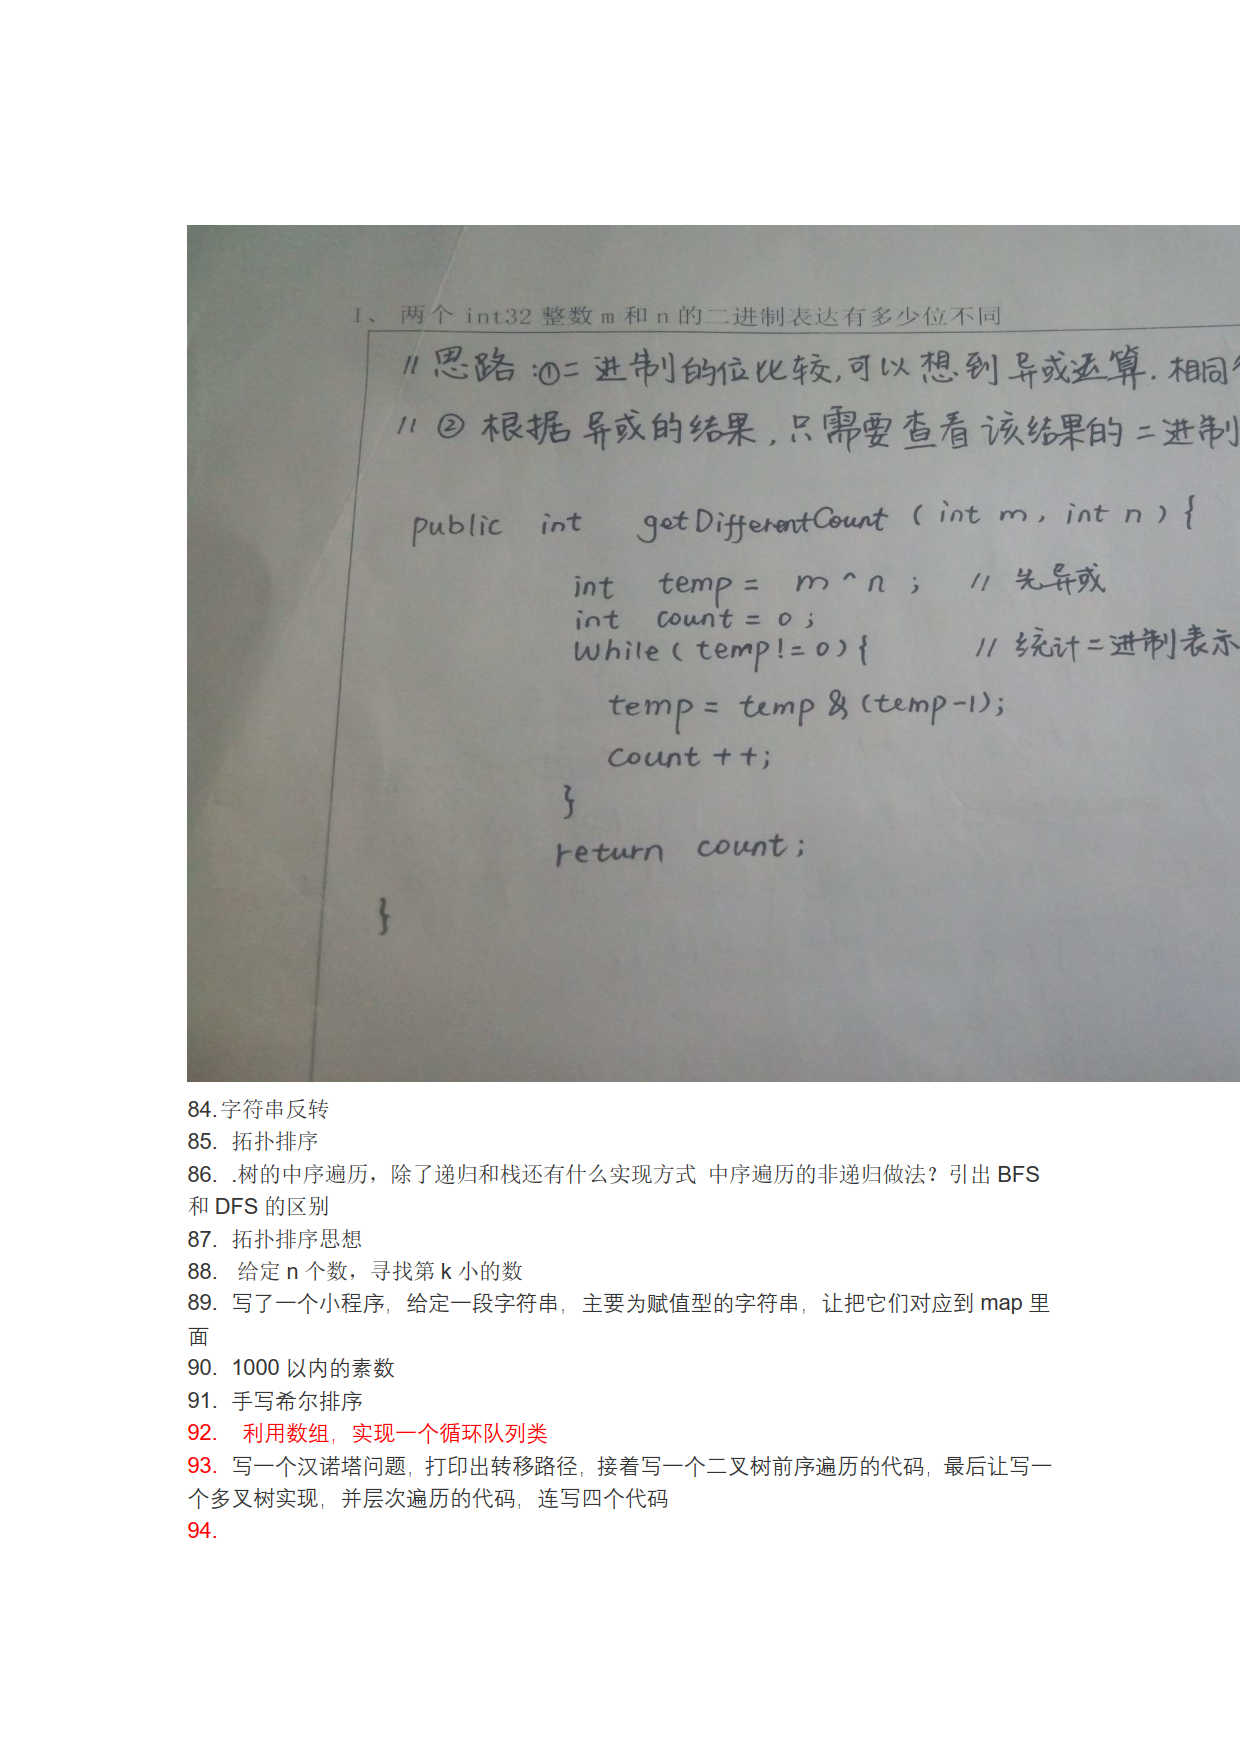 1、 两个 int32 整数 m 和 n 的二进制表达有多少位不同
// 思路:①二进制的位比较,可以想到异或运算.相同
// ② 根据异或的结果,只需要查看该结果的二进制
public int getDifferentCount (int m, int n) {
int temp = m ^ n ; // 先异或
int count = 0 ;
While ( temp != 0 ) { // 统计二进制表示
temp = temp & (temp-1);
Count ++;
}
return count ;
}
84.字符串反转
85. 拓扑排序
86. .树的中序遍历，除了递归和栈还有什么实现方式 中序遍历的非递归做法？引出 BFS
和 DFS 的区别
87. 拓扑排序思想
88. 给定 n 个数，寻找第 k 小的数
89. 写了一个小程序，给定一段字符串，主要为赋值型的字符串，让把它们对应到 map 里
面
90. 1000 以内的素数
91. 手写希尔排序
92. 利用数组，实现一个循环队列类
93. 写一个汉诺塔问题，打印出转移路径，接着写一个二叉树前序遍历的代码，最后让写一
个多叉树实现，并层次遍历的代码，连写四个代码
94.